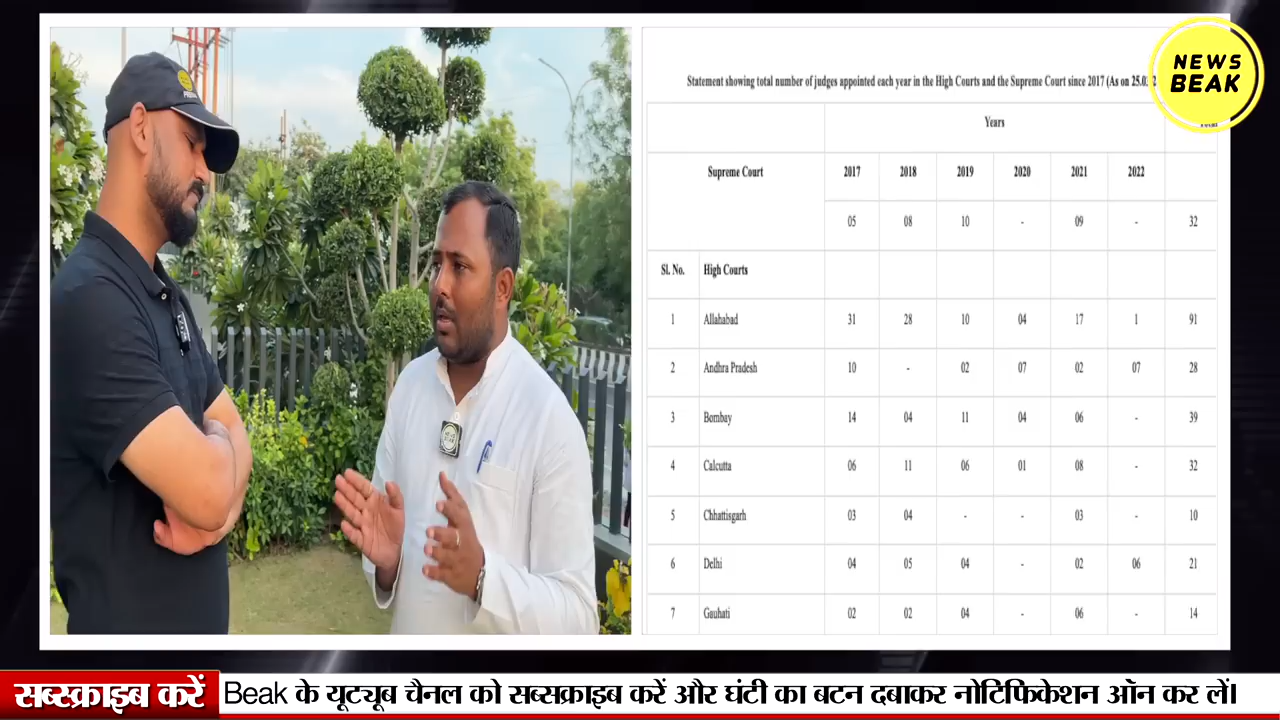 Statement showing total number of judges appointed each year in the High Courts and the Supreme Court since 2017 (As on
NEWS
BEAK
Years
Supreme Court 2017 2018 2019 2020 2021 2022
05 08 10 - 09 - 32
Sl. No. High Courts
1 Allahabad 31 28 10 04 17 1 91
2 Andhra Pradesh 10 - 02 07 02 07 28
3 Bombay 14 04 11 04 06 - 39
4 Calcutta 06 11 06 01 08 - 32
5 Chhattisgarh 03 04 - - 03 - 10
6 Delhi 04 05 04 - 02 06 21
7 Gauhati 02 02 04 - 06 - 14
सब्स्क्राइब करें
Beak के यूट्यूब चैनल को सब्सक्राइब करें और घंटी का बटन दबाकर नोटिफिकेशन ऑन कर लें।